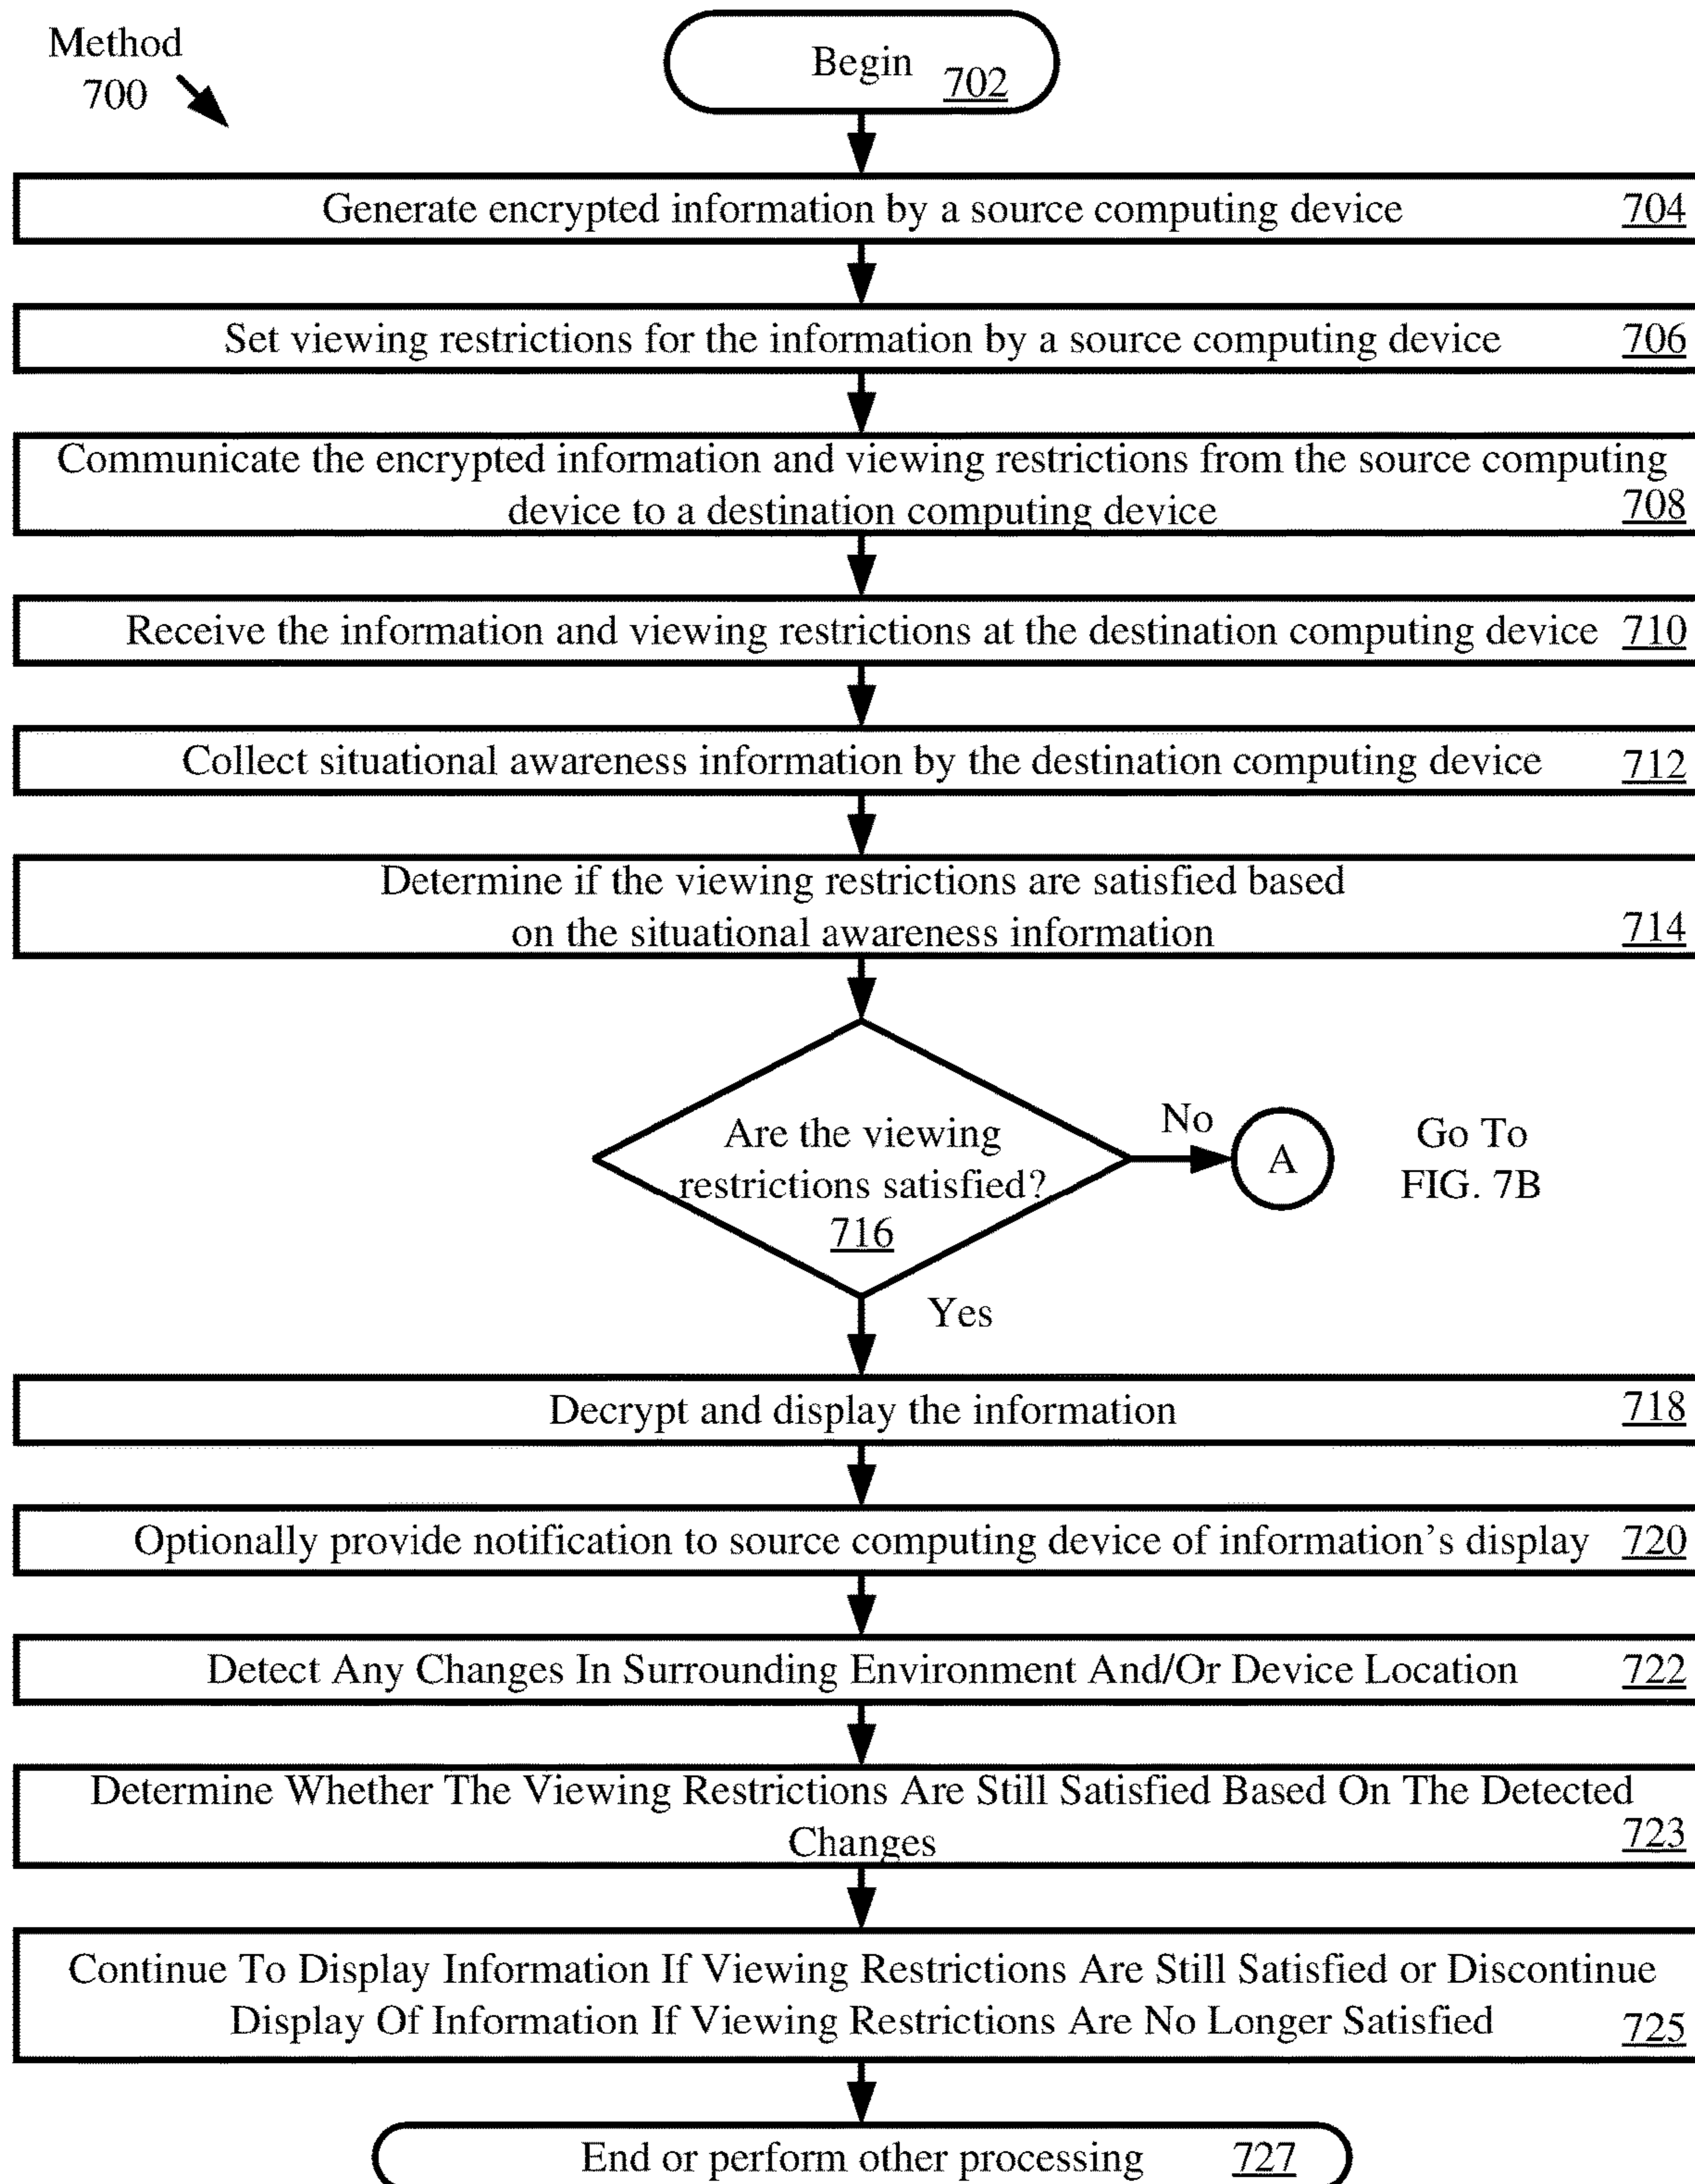 Method
700
Begin 702
Generate encrypted information by a source computing device 704
Set viewing restrictions for the information by a source computing device 706
Communicate the encrypted information and viewing restrictions from the source computing
device to a destination computing device 708
Receive the information and viewing restrictions at the destination computing device 710
Collect situational awareness information by the destination computing device 712
Determine if the viewing restrictions are satisfied based
on the situational awareness information 714
Are the viewing
restrictions satisfied?
716
No
A
Go To
FIG. 7B
Yes
Decrypt and display the information 718
Optionally provide notification to source computing device of information's display 720
Detect Any Changes In Surrounding Environment And/Or Device Location 722
Determine Whether The Viewing Restrictions Are Still Satisfied Based On The Detected
Changes 723
Continue To Display Information If Viewing Restrictions Are Still Satisfied or Discontinue
Display Of Information If Viewing Restrictions Are No Longer Satisfied 725
End or perform other processing 727